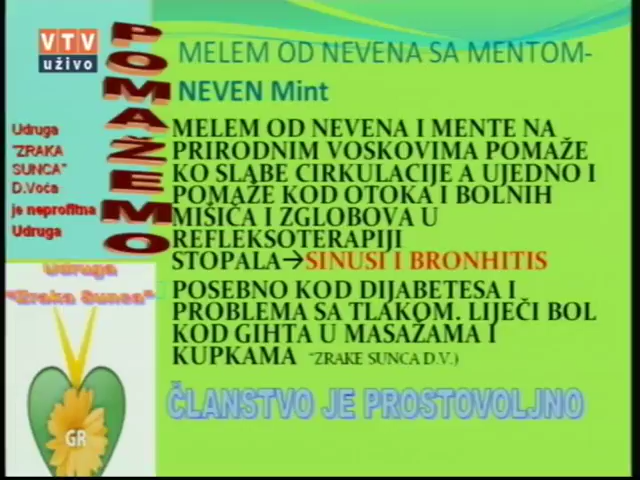 VTV
uživo
POMAŽEMO
MELEM OD NEVENA SA MENTOM-
NEVEN Mint
Udruga
"ZRAKA
SUNCA"
D.Voća
je neprofitna
Udruga
MELEM OD NEVENA I MENTE NA
PRIRODNIM VOSKOVIMA POMAŽE
KO SLABE CIRKULACIJE A UJEDNO I
POMAŽE KOD OTOKA I BOLNIH
MIŠIĆA I ZGLOBOVA U
REFLEKSOTERAPIJI
STOPALA→SINUSI I BRONHITIS
POSEBNO KOD DIJABETESA I
PROBLEMA SA TLAKOM. LIJEČI BOL
KOD GIHTA U MASAŽAMA I
KUPKAMA "ZRAKE SUNCA D.V.)
Udruga
"Zraka Sunca"
GR
ČLANSTVO JE PROSTOVOLJNO